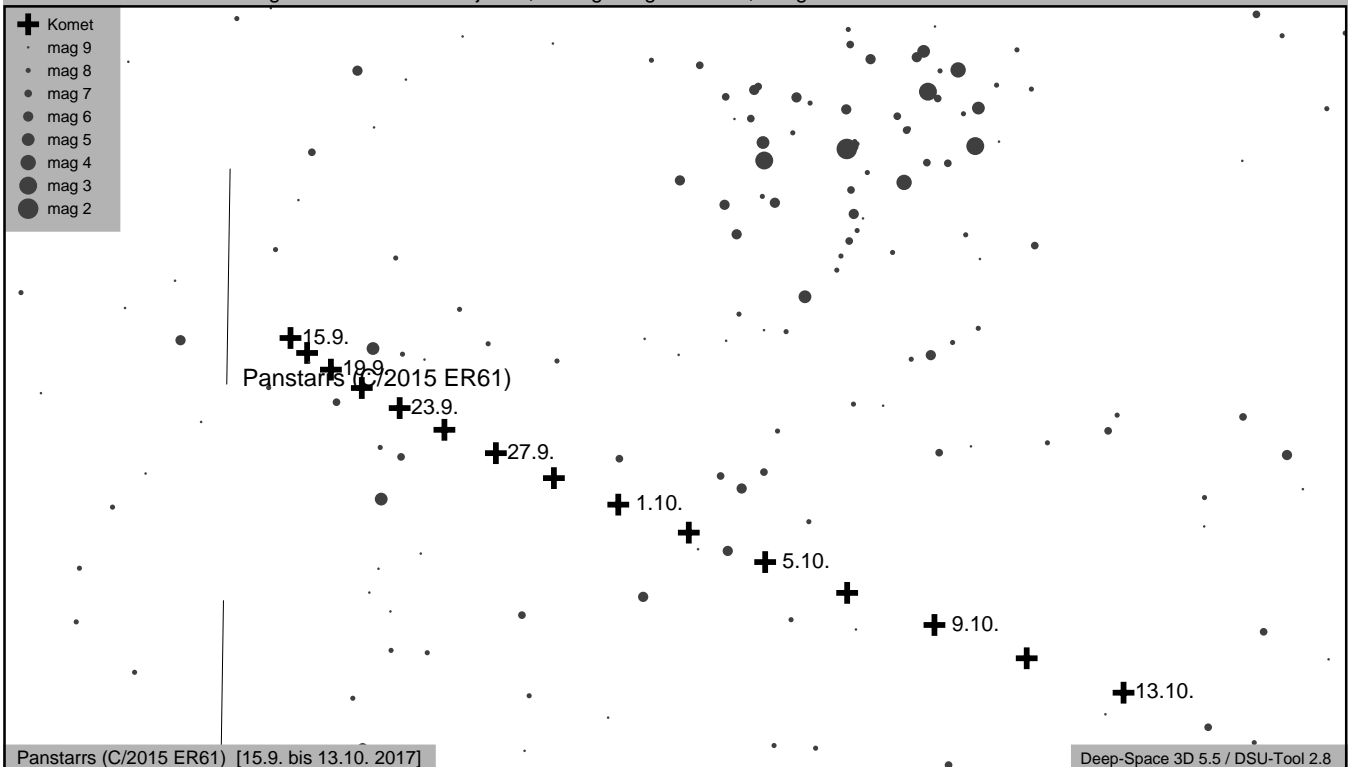 Komet
mag 9
mag 8
mag 7
mag 6
mag 5
mag 4
mag 3
mag 2
15.9.
19.9.
Panstarrs (C/2015 ER61)
23.9.
27.9.
1.10.
5.10.
9.10.
13.10.
Panstarrs (C/2015 ER61) [15.9. bis 13.10. 2017]
Deep-Space 3D 5.5 / DSU-Tool 2.8